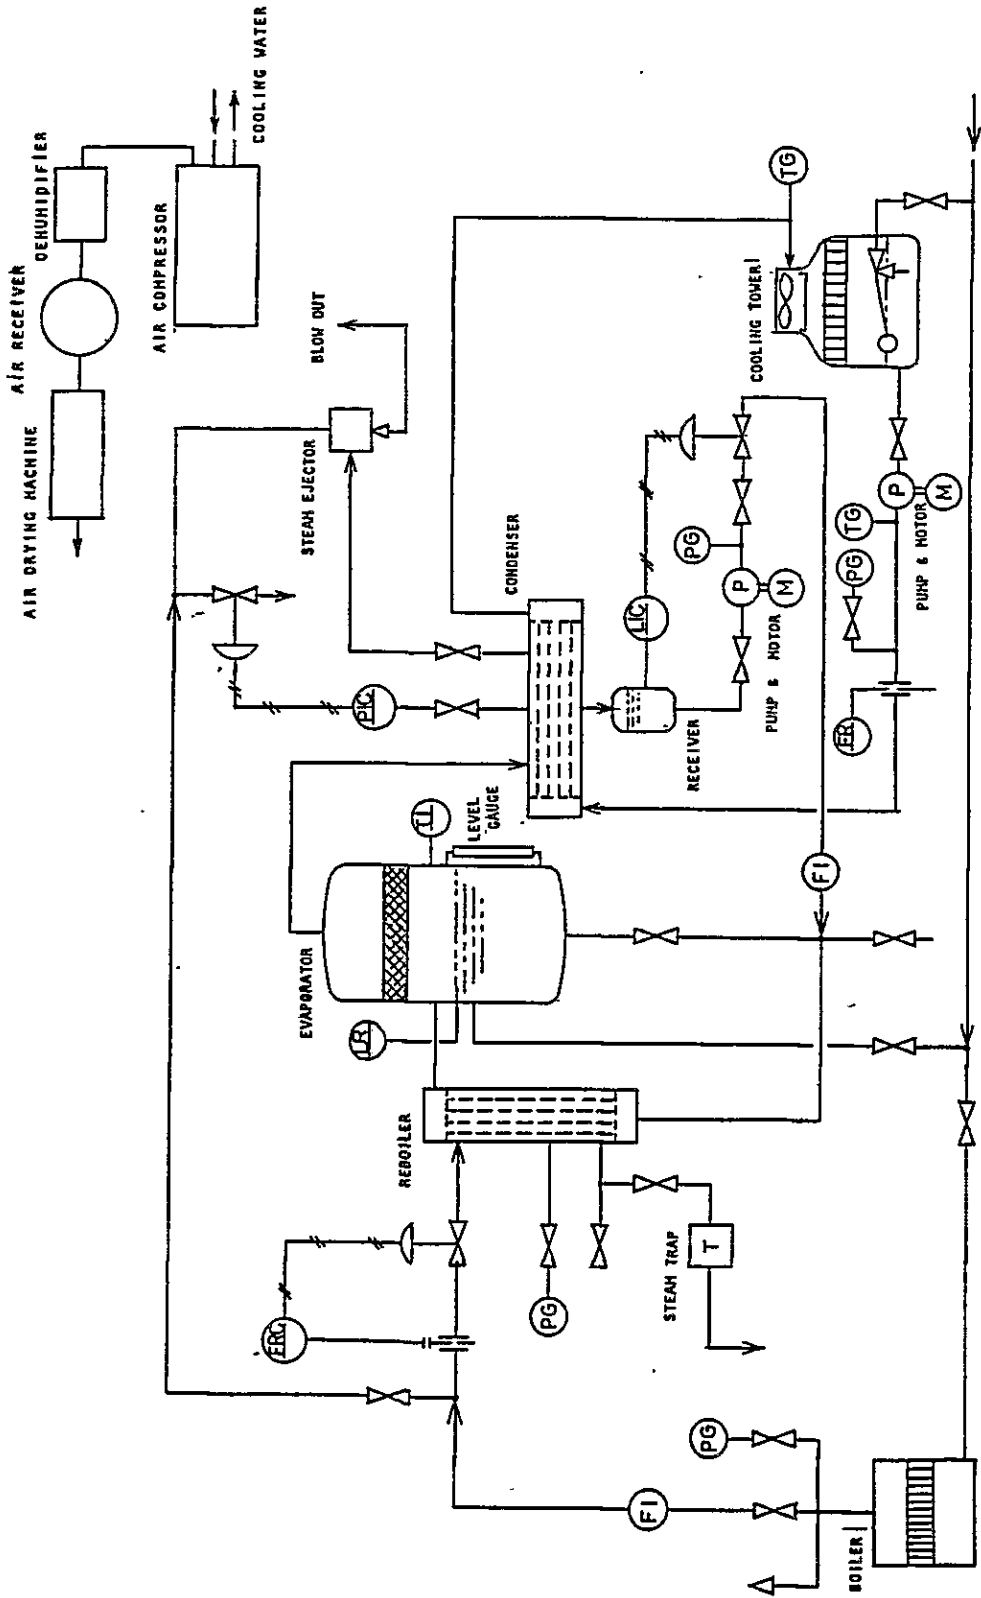 AIR DRYING MACHINE
AIR RECEIVER
DEHUMIDIFIER
AIR COMPRESSOR
COOLING WATER
BLOW OUT
STEAM EJECTOR
PIC
CONDENSER
TG
COOLING TOWER
LIC
PG
P
M
PUMP & MOTOR
RECEIVER
TG
PG
P
M
PUMP & MOTOR
FR
TI
LEVEL
GAUGE
EVAPORATOR
LR
FI
REBOILER
FRC
PG
STEAM TRAP
T
PG
FI
BOILER